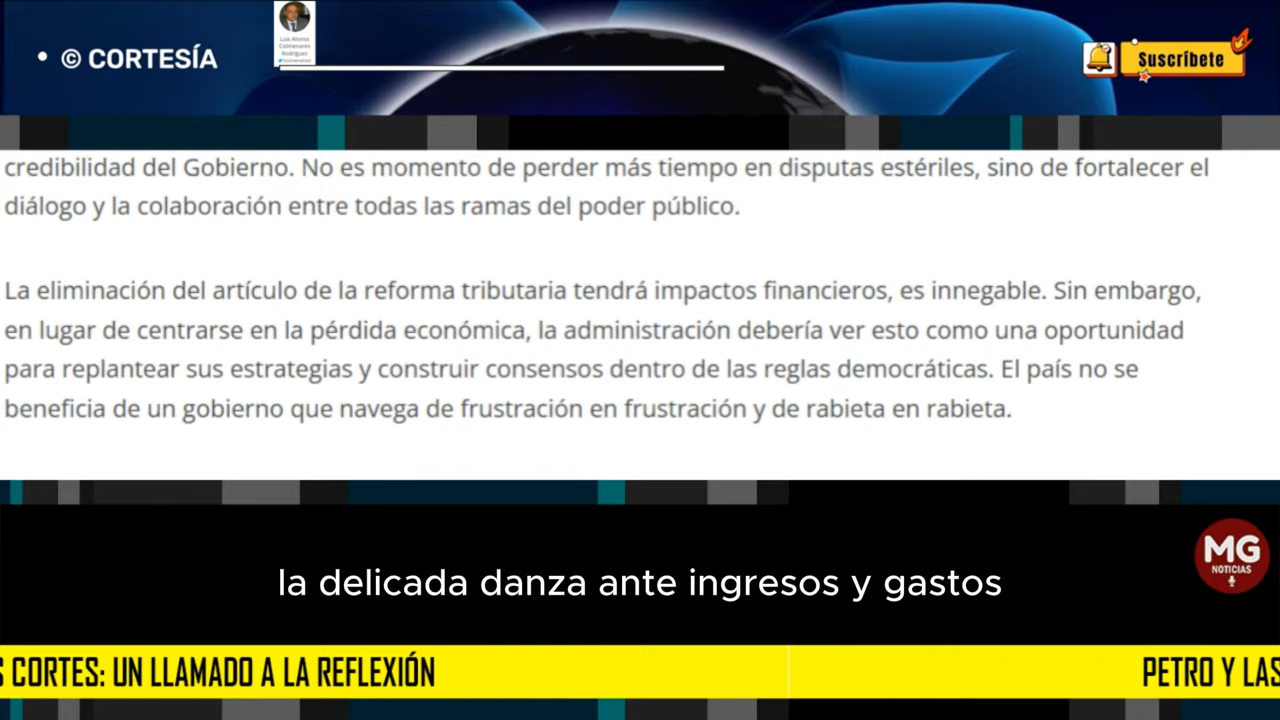 • © CORTESÍA
Luis Alonso
Colmenares
Rodríguez
Suscríbete
credibilidad del Gobierno. No es momento de perder más tiempo en disputas estériles, sino de fortalecer el
diálogo y la colaboración entre todas las ramas del poder público.
La eliminación del artículo de la reforma tributaria tendrá impactos financieros, es innegable. Sin embargo,
en lugar de centrarse en la pérdida económica, la administración debería ver esto como una oportunidad
para replantear sus estrategias y construir consensos dentro de las reglas democráticas. El país no se
beneficia de un gobierno que navega de frustración en frustración y de rabieta en rabieta.
MG
NOTICIAS
la delicada danza ante ingresos y gastos
S CORTES: UN LLAMADO A LA REFLEXIÓN
PETRO Y LAS